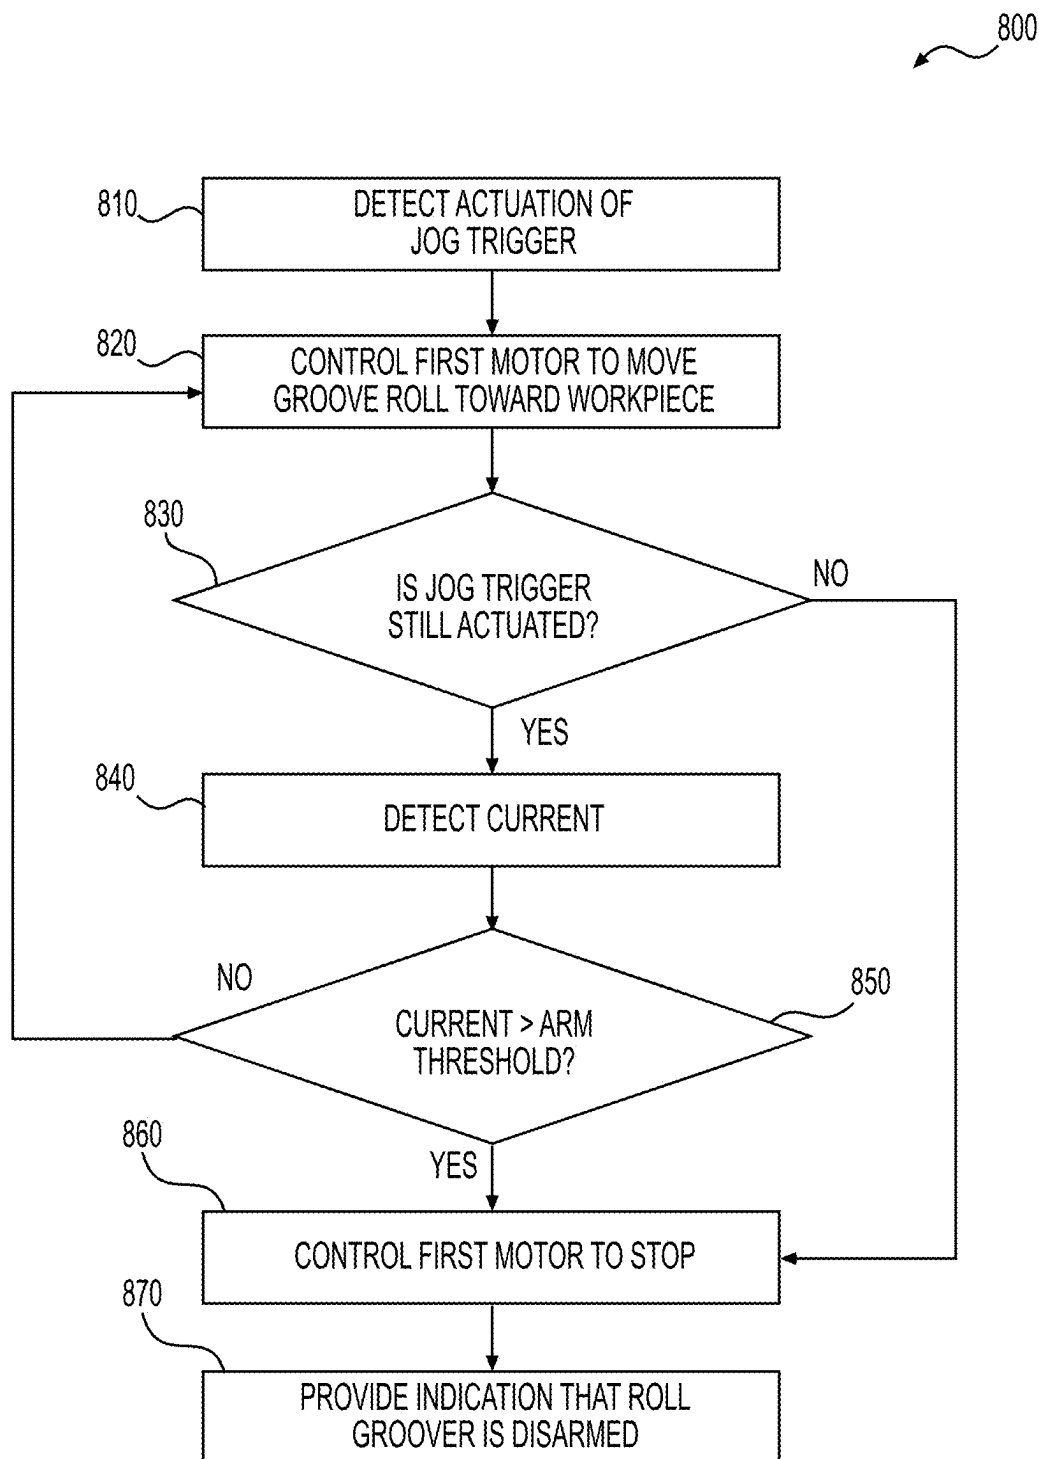 800
810
DETECT ACTUATION OF
JOG TRIGGER
820
CONTROL FIRST MOTOR TO MOVE
GROOVE ROLL TOWARD WORKPIECE
830
IS JOG TRIGGER
STILL ACTUATED?
NO
YES
840
DETECT CURRENT
NO
850
CURRENT > ARM
THRESHOLD?
YES
860
CONTROL FIRST MOTOR TO STOP
870
PROVIDE INDICATION THAT ROLL
GROOVER IS DISARMED